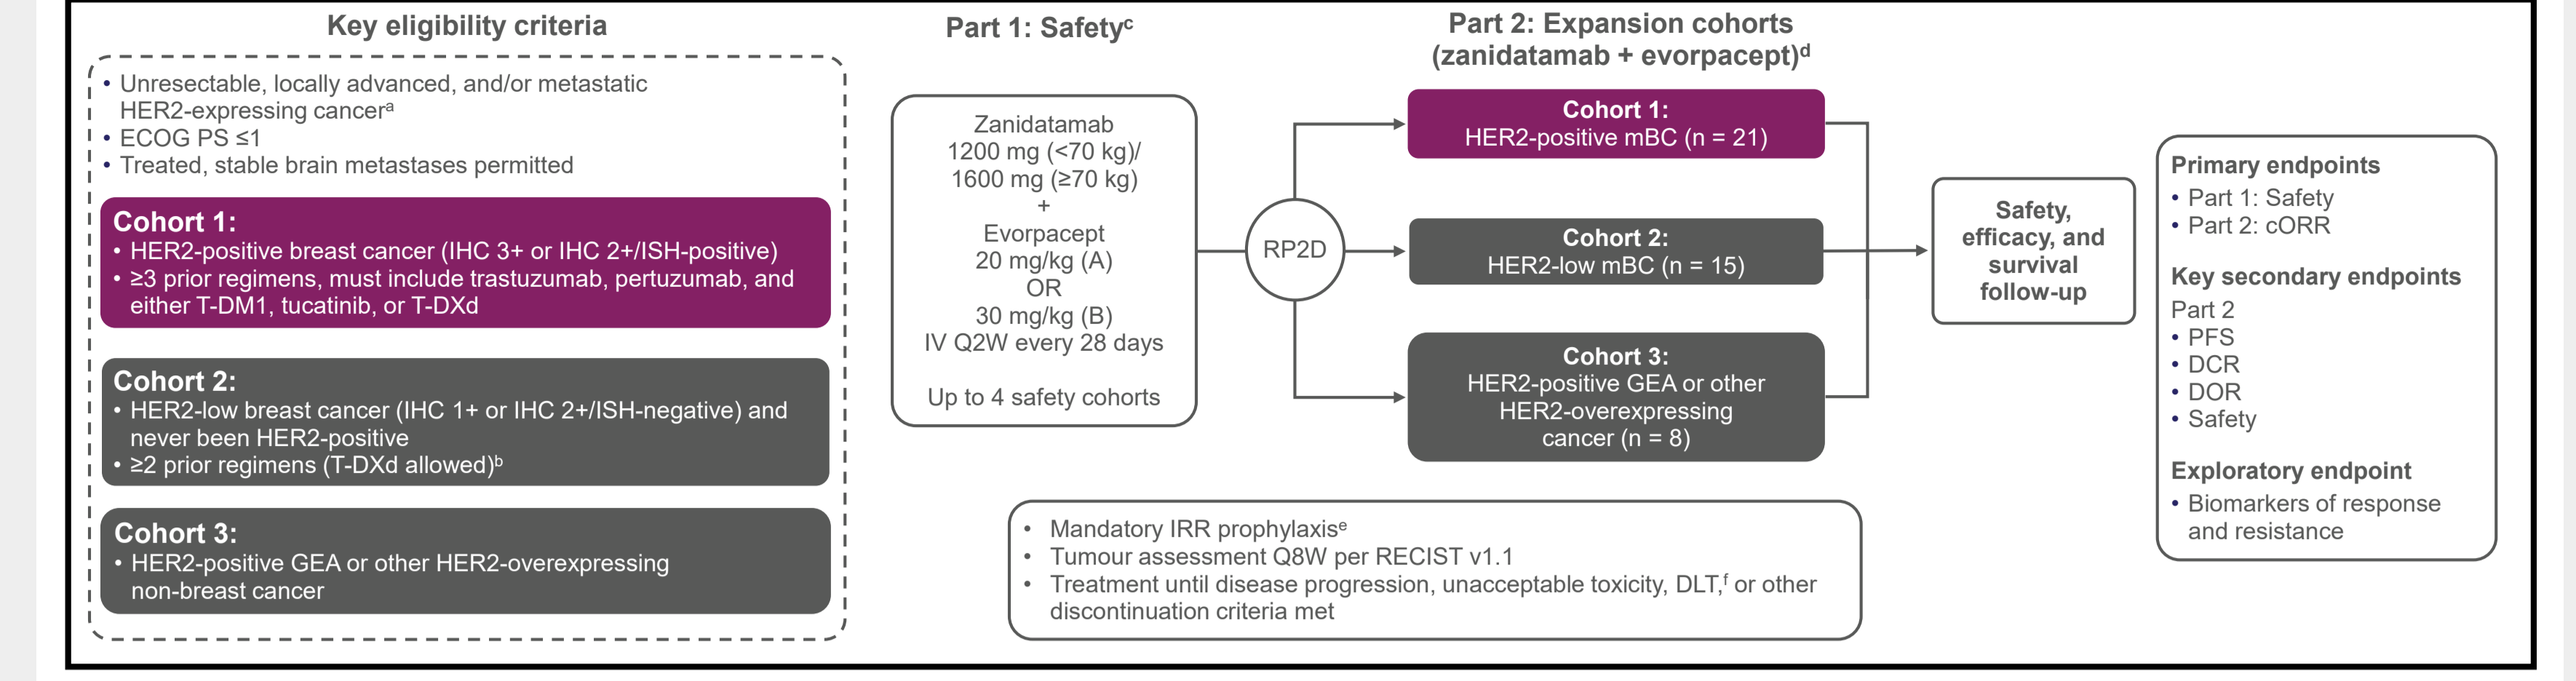 Key eligibility criteria
• Unresectable, locally advanced, and/or metastatic
HER2-expressing cancerᵃ
• ECOG PS ≤1
• Treated, stable brain metastases permitted
Cohort 1:
• HER2-positive breast cancer (IHC 3+ or IHC 2+/ISH-positive)
• ≥3 prior regimens, must include trastuzumab, pertuzumab, and
either T-DM1, tucatinib, or T-DXd
Cohort 2:
• HER2-low breast cancer (IHC 1+ or IHC 2+/ISH-negative) and
never been HER2-positive
• ≥2 prior regimens (T-DXd allowed)ᵇ
Cohort 3:
• HER2-positive GEA or other HER2-overexpressing
non-breast cancer
Part 1: Safetyᶜ
Zanidatamab
1200 mg (<70 kg)/
1600 mg (≥70 kg)
+
Evorpacept
20 mg/kg (A)
OR
30 mg/kg (B)
IV Q2W every 28 days
Up to 4 safety cohorts
RP2D
Part 2: Expansion cohorts
(zanidatamab + evorpacept)ᵈ
Cohort 1:
HER2-positive mBC (n = 21)
Cohort 2:
HER2-low mBC (n = 15)
Cohort 3:
HER2-positive GEA or other
HER2-overexpressing
cancer (n = 8)
• Mandatory IRR prophylaxisᵉ
• Tumour assessment Q8W per RECIST v1.1
• Treatment until disease progression, unacceptable toxicity, DLT,ᶠ or other
discontinuation criteria met
Safety,
efficacy, and
survival
follow-up
Primary endpoints
• Part 1: Safety
• Part 2: cORR
Key secondary endpoints
Part 2
• PFS
• DCR
• DOR
• Safety
Exploratory endpoint
• Biomarkers of response
and resistance